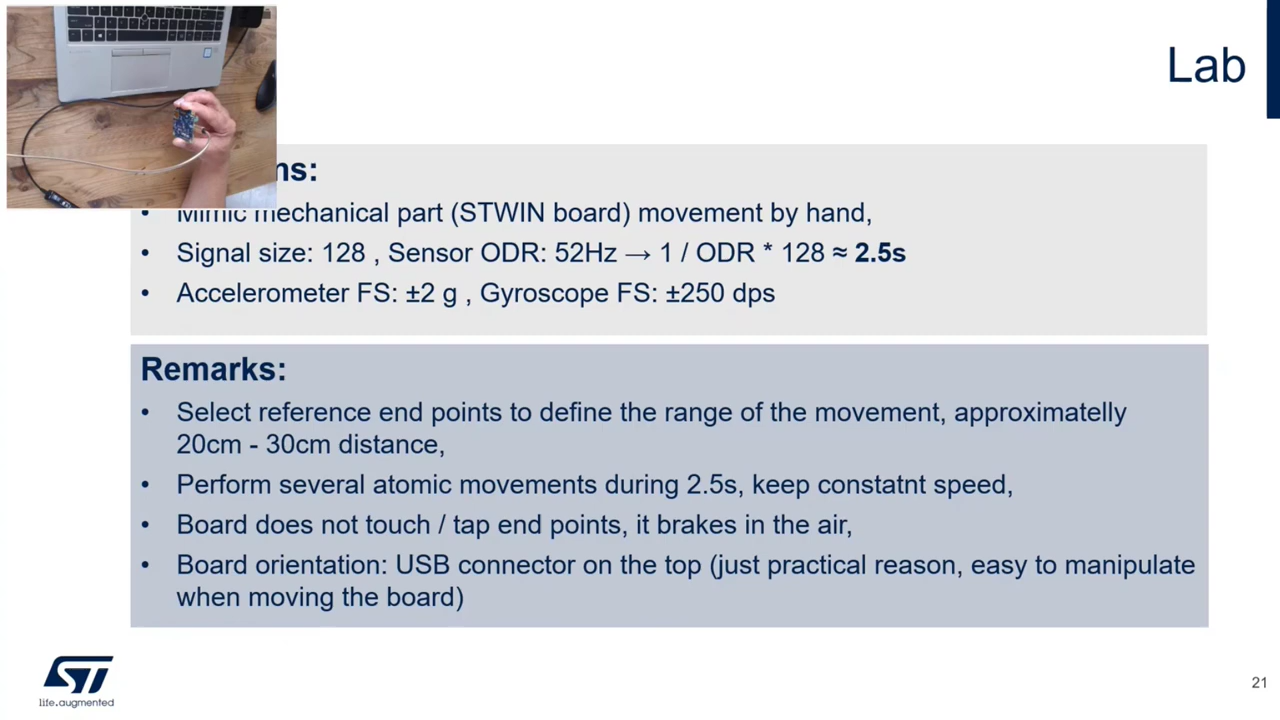 Lab
ns:
• Mimic mechanical part (STWIN board) movement by hand,
• Signal size: 128 , Sensor ODR: 52Hz → 1 / ODR * 128 ≈ 2.5s
• Accelerometer FS: ±2 g , Gyroscope FS: ±250 dps
Remarks:
• Select reference end points to define the range of the movement, approximatelly
20cm - 30cm distance,
• Perform several atomic movements during 2.5s, keep constatnt speed,
• Board does not touch / tap end points, it brakes in the air,
• Board orientation: USB connector on the top (just practical reason, easy to manipulate
when moving the board)
ST
life.augmented
21